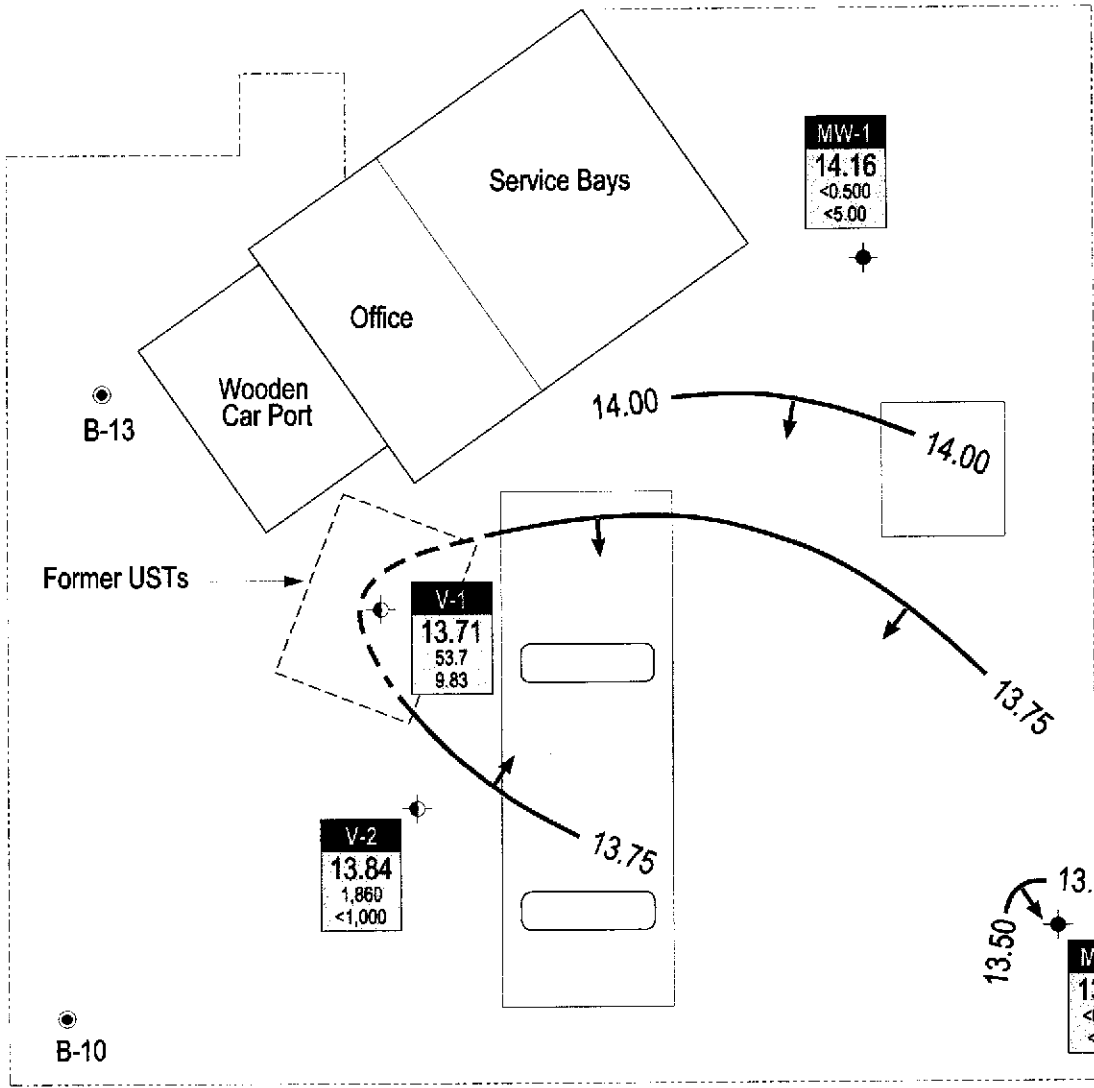 MW-1
14.16
<0.500
<5.00
Service Bays
Office
Wooden
Car Port
B-13
14.00
14.00
Former USTs
V-1
13.71
53.7
9.83
13.75
13.75
V-2
13.84
1,860
<1,000
13.
13.50
M
13
<
<
B-10